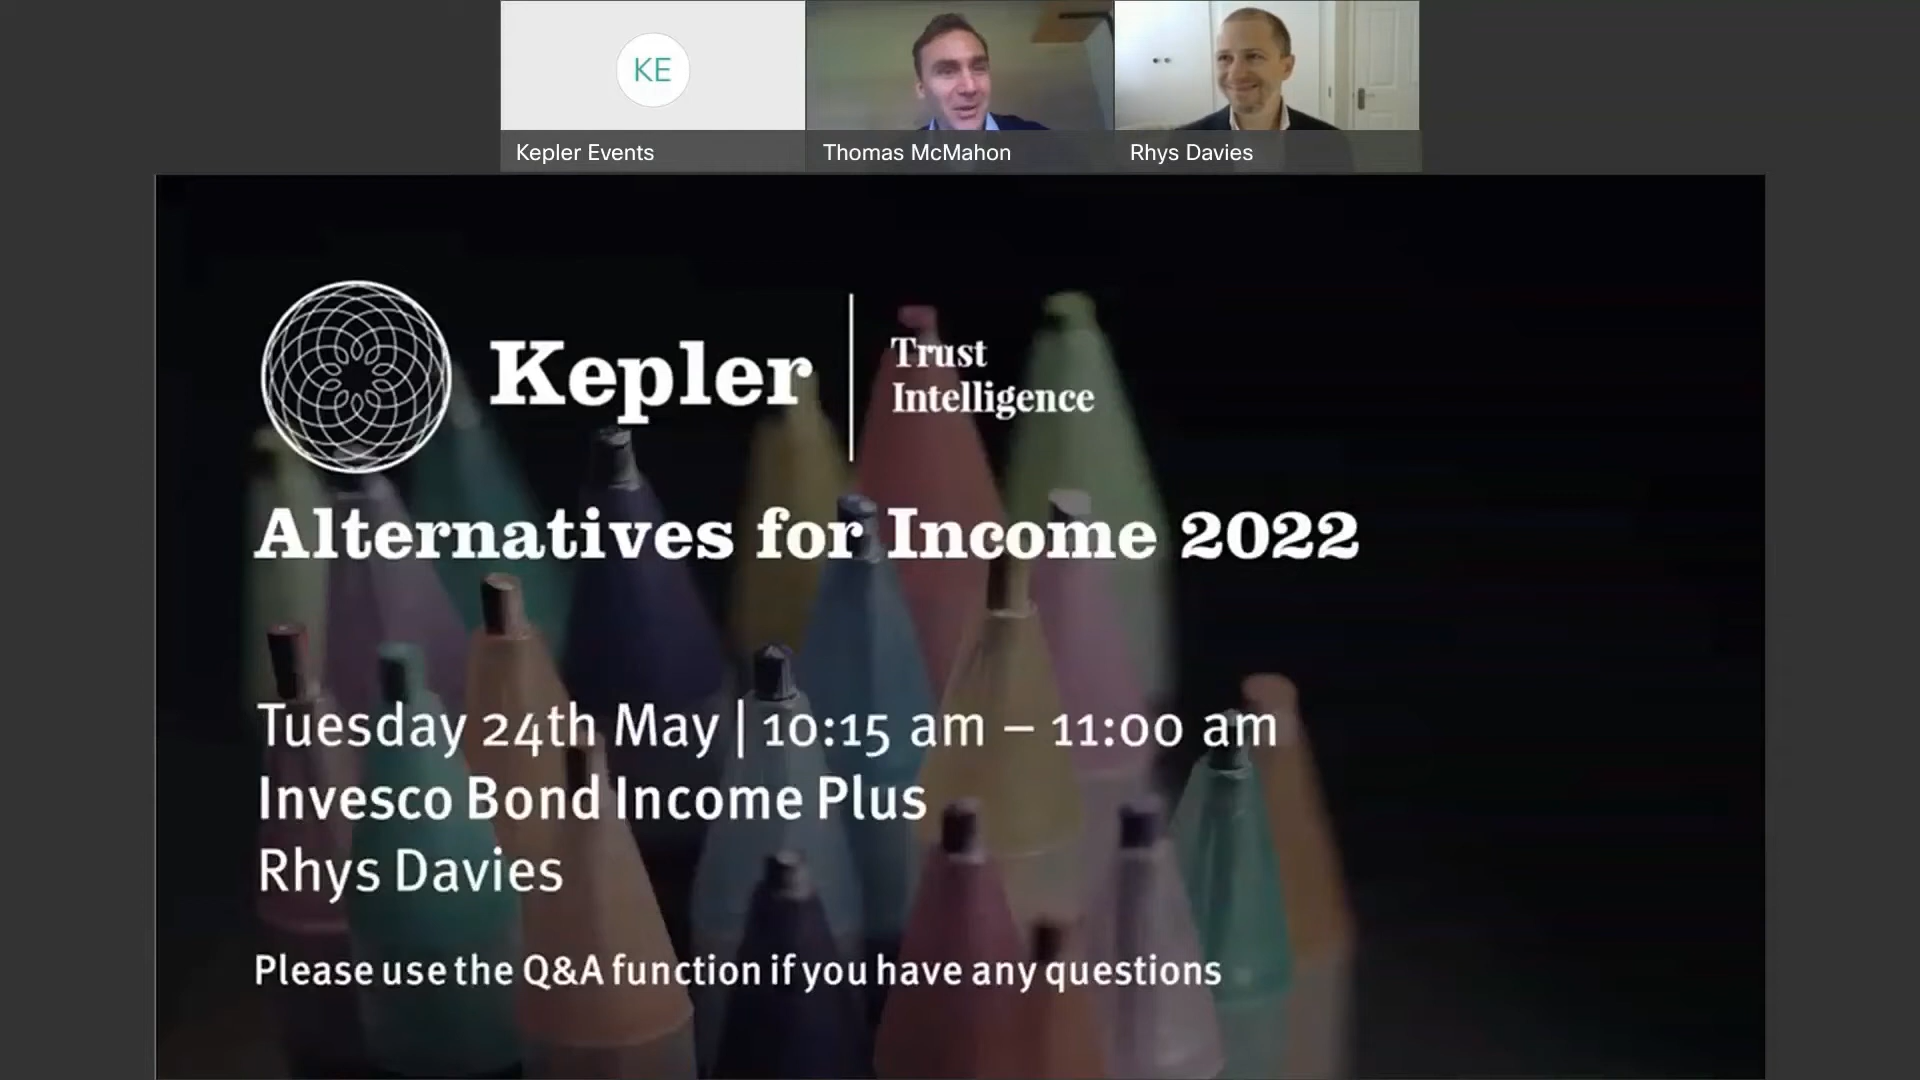 KE
Kepler Events
Thomas McMahon
Rhys Davies
Kepler
Trust
Intelligence
Alternatives for Income 2022
Tuesday 24th May | 10:15 am – 11:00 am
Invesco Bond Income Plus
Rhys Davies
Please use the Q&A function if you have any questions